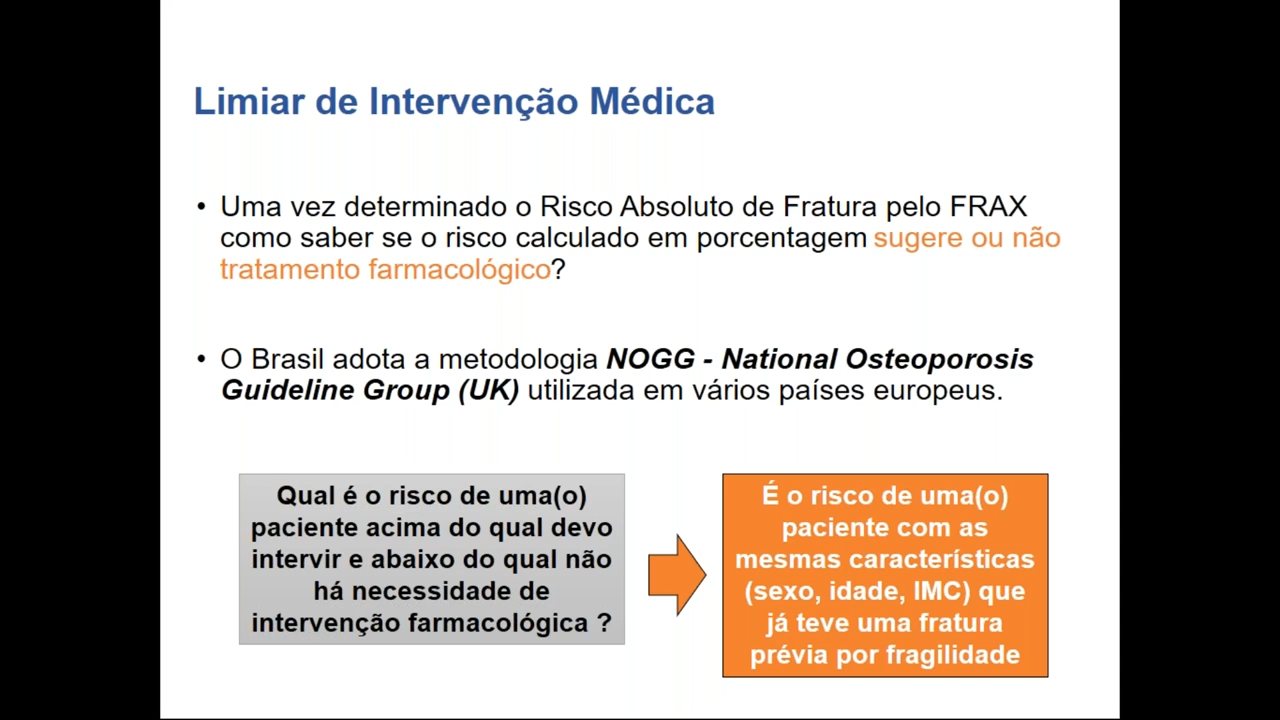 Limiar de Intervenção Médica
• Uma vez determinado o Risco Absoluto de Fratura pelo FRAX
como saber se o risco calculado em porcentagem sugere ou não
tratamento farmacológico?
• O Brasil adota a metodologia NOGG - National Osteoporosis
Guideline Group (UK) utilizada em vários países europeus.
Qual é o risco de uma(o)
paciente acima do qual devo
intervir e abaixo do qual não
há necessidade de
intervenção farmacológica ?
É o risco de uma(o)
paciente com as
mesmas características
(sexo, idade, IMC) que
já teve uma fratura
prévia por fragilidade